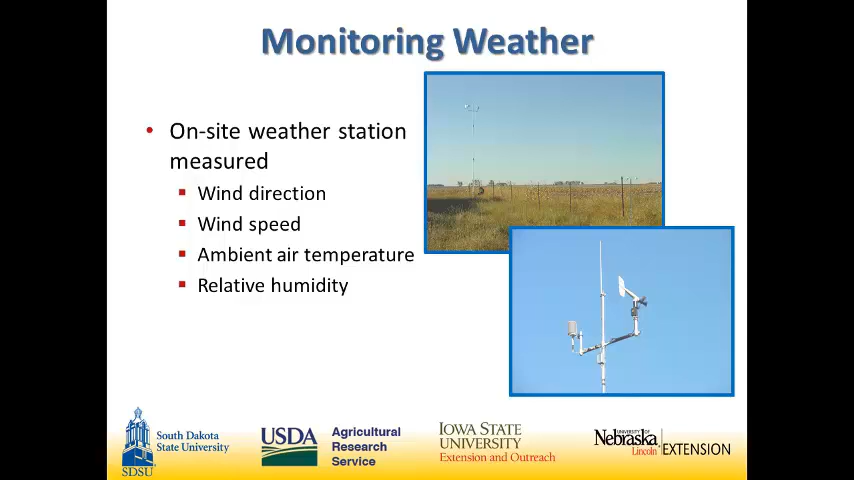 Monitoring Weather
On-site weather station
measured
Wind direction
Wind speed
Ambient air temperature
Relative humidity
SDSU
South Dakota
State University
USDA
Agricultural
Research
Service
IOWA STATE
UNIVERSITY
Extension and Outreach
UNIVERSITY OF
Nebraska
Lincoln
EXTENSION